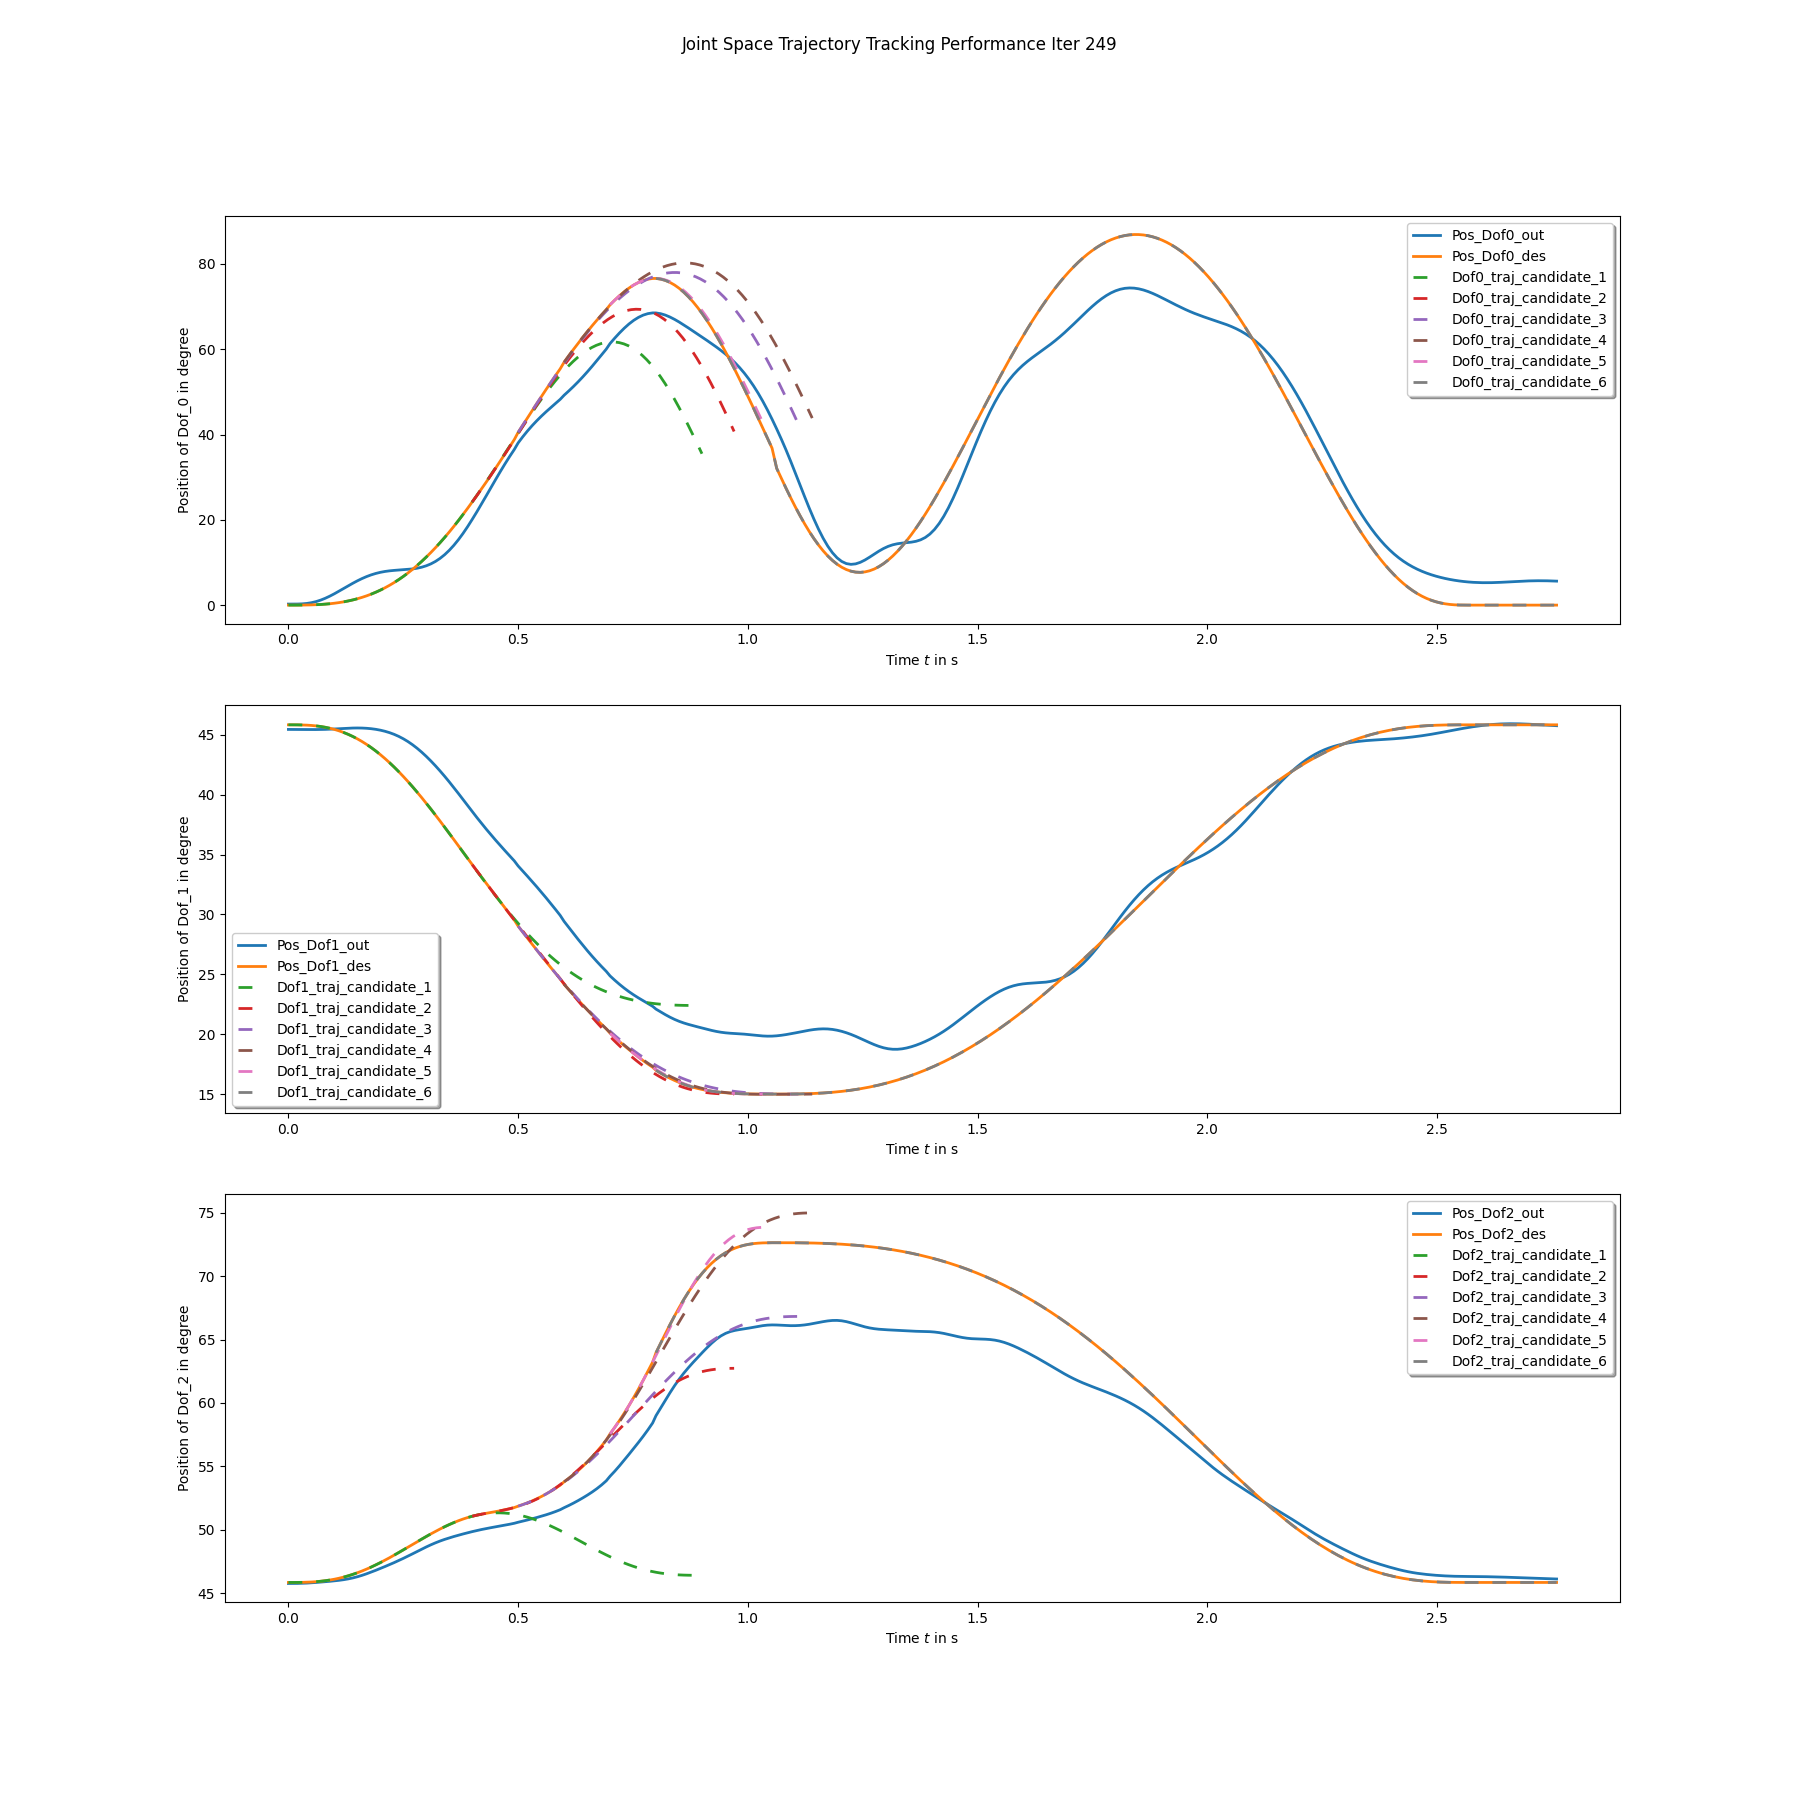 Joint Space Trajectory Tracking Performance Iter 249
Position of Dof_0 in degree
80
60
40
20
0
Pos_Dof0_out
Pos_Dof0_des
Dof0_traj_candidate_1
Dof0_traj_candidate_2
Dof0_traj_candidate_3
Dof0_traj_candidate_4
Dof0_traj_candidate_5
Dof0_traj_candidate_6
0.0 0.5 1.0 1.5 2.0 2.5
Time t in s
Position of Dof_1 in degree
45
40
35
30
25
20
15
Pos_Dof1_out
Pos_Dof1_des
Dof1_traj_candidate_1
Dof1_traj_candidate_2
Dof1_traj_candidate_3
Dof1_traj_candidate_4
Dof1_traj_candidate_5
Dof1_traj_candidate_6
0.0 0.5 1.0 1.5 2.0 2.5
Time t in s
Position of Dof_2 in degree
75
70
65
60
55
50
45
Pos_Dof2_out
Pos_Dof2_des
Dof2_traj_candidate_1
Dof2_traj_candidate_2
Dof2_traj_candidate_3
Dof2_traj_candidate_4
Dof2_traj_candidate_5
Dof2_traj_candidate_6
0.0 0.5 1.0 1.5 2.0 2.5
Time t in s